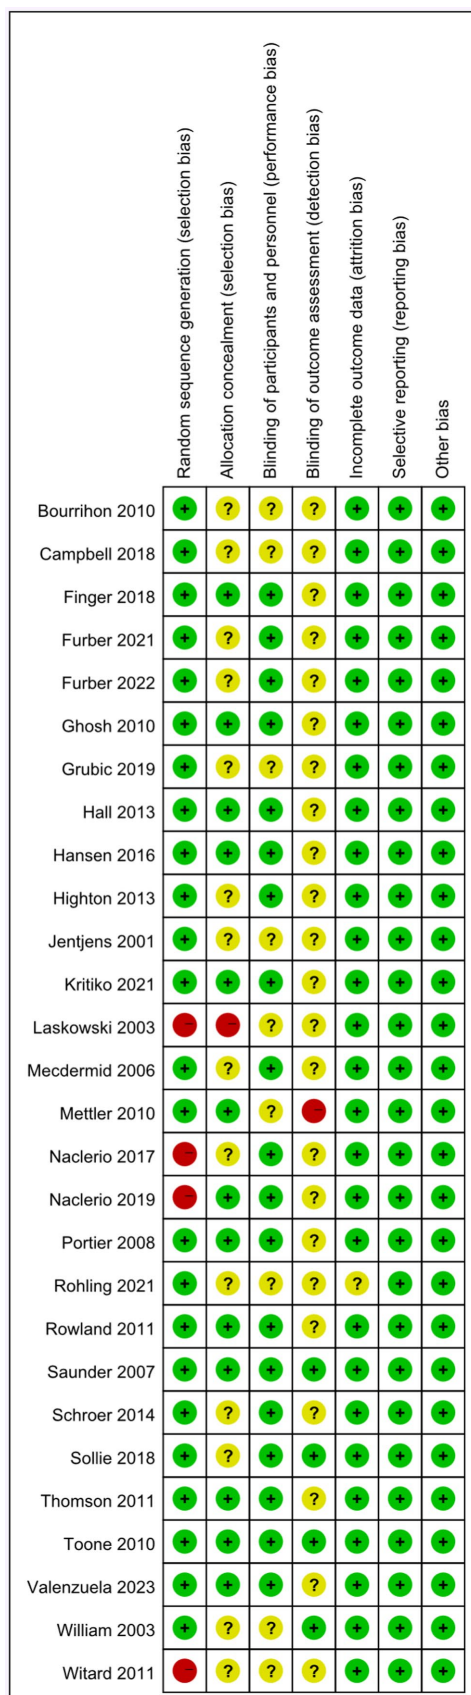 Random sequence generation (selection bias)
Allocation concealment (selection bias)
Blinding of participants and personnel (performance bias)
Blinding of outcome assessment (detection bias)
Incomplete outcome data (attrition bias)
Selective reporting (reporting bias)
Other bias
Bourrihon 2010 + ? ? ? + + +
Campbell 2018 + ? ? ? + + +
Finger 2018 + + + ? + + +
Furber 2021 + ? + ? + + +
Furber 2022 + ? + ? + + +
Ghosh 2010 + + + ? + + +
Grubic 2019 + ? ? ? + + +
Hall 2013 + + + ? + + +
Hansen 2016 + + + ? + + +
Highton 2013 + ? + ? + + +
Jentjens 2001 + ? ? ? + + +
Kritiko 2021 + + + ? + + +
Laskowski 2003 − − ? ? + + +
Mecdermid 2006 + ? + ? + + +
Mettler 2010 + + ? − + + +
Naclerio 2017 − ? + ? + + +
Naclerio 2019 − + + ? + + +
Portier 2008 + + + ? + + +
Rohling 2021 + ? ? ? ? + +
Rowland 2011 + + + ? + + +
Saunder 2007 + + + + + + +
Schroer 2014 + ? + ? + + +
Sollie 2018 + ? + + + + +
Thomson 2011 + + + ? + + +
Toone 2010 + + + + + + +
Valenzuela 2023 + + + ? + + +
William 2003 + ? ? + + + +
Witard 2011 − ? ? ? + + +